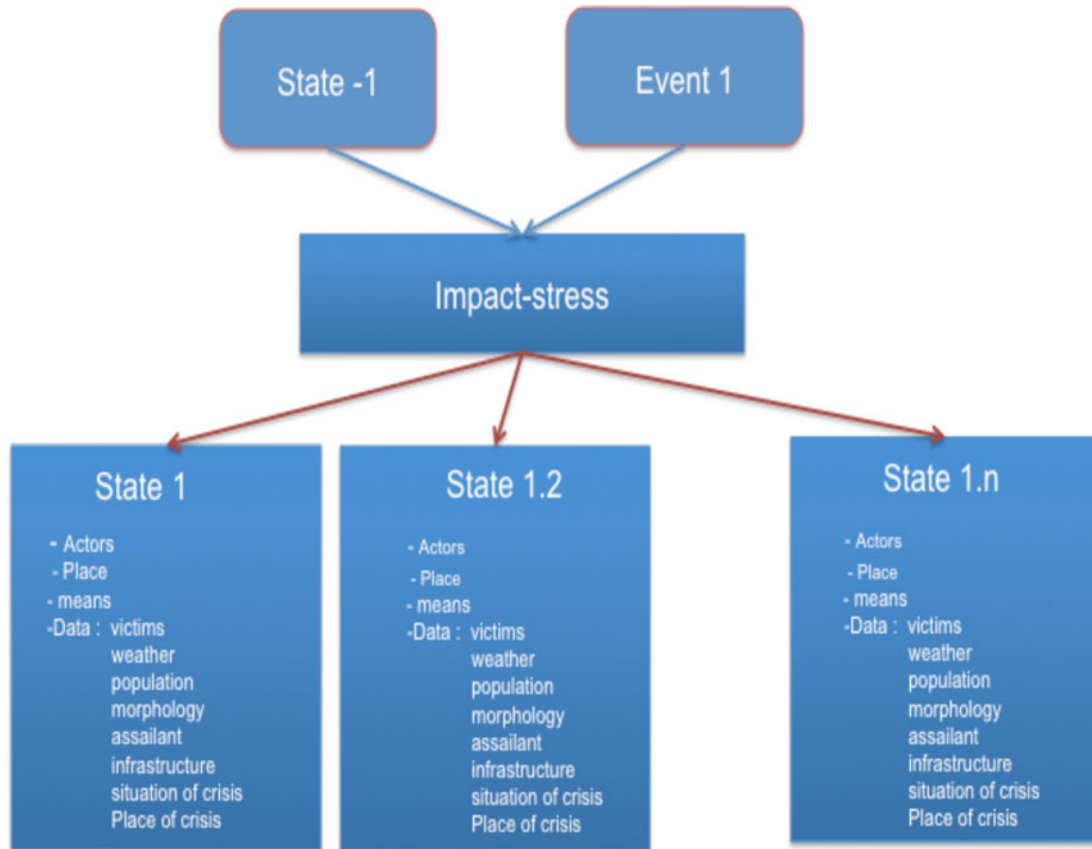 State -1
Event 1
Impact-stress
State 1
- Actors
- Place
- means
-Data : victims
weather
population
morphology
assailant
infrastructure
situation of crisis
Place of crisis
State 1.2
- Actors
- Place
- means
-Data : victims
weather
population
morphology
assailant
infrastructure
situation of crisis
Place of crisis
State 1.n
- Actors
- Place
- means
-Data : victims
weather
population
morphology
assailant
infrastructure
situation of crisis
Place of crisis